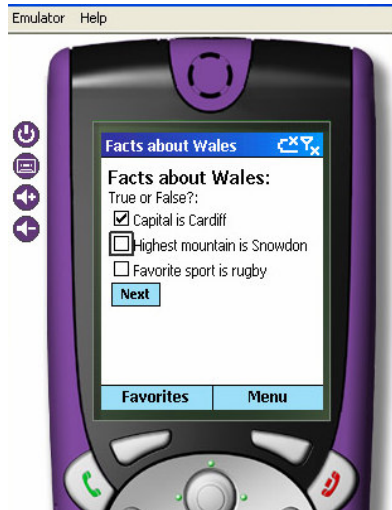 Emulator Help
Facts about Wales
Facts about Wales:
True or False?:
Capital is Cardiff
Highest mountain is Snowdon
Favorite sport is rugby
Next
Favorites Menu